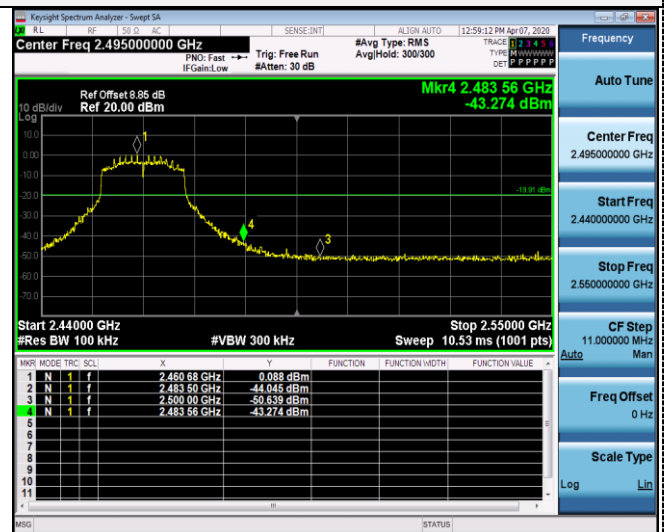 Keysight Spectrum Analyzer - Swept SA
RL RF 50 Ω AC SENSE:INT ALIGN AUTO 12:59:12 PM Apr 07, 2020
Center Freq 2.495000000 GHz
PNO: Fast
IFGain:Low
Trig: Free Run
#Atten: 30 dB
#Avg Type: RMS
Avg|Hold: 300/300
TRACE 1 2 3 4 5 6
TYPE M WWWWW
DET P P P P P P
Frequency
Mkr4 2.483 56 GHz
-43.274 dBm
Ref Offset 8.85 dB
10 dB/div Ref 20.00 dBm
Log
10.0
0.00
-10.0
-20.0
-30.0
-40.0
-50.0
-60.0
-70.0
1
4
3
-19.91 dBm
Start 2.44000 GHz Stop 2.55000 GHz
#Res BW 100 kHz #VBW 300 kHz Sweep 10.53 ms (1001 pts)
MKR MODE TRC SCL X Y FUNCTION FUNCTION WIDTH FUNCTION VALUE
1 N 1 f 2.460 68 GHz 0.088 dBm
2 N 1 f 2.483 50 GHz -44.045 dBm
3 N 1 f 2.500 00 GHz -50.639 dBm
4 N 1 f 2.483 56 GHz -43.274 dBm
5
6
7
8
9
10
11
MSG STATUS
Auto Tune
Center Freq
2.495000000 GHz
Start Freq
2.440000000 GHz
Stop Freq
2.550000000 GHz
CF Step
11.000000 MHz
Auto Man
Freq Offset
0 Hz
Scale Type
Log Lin